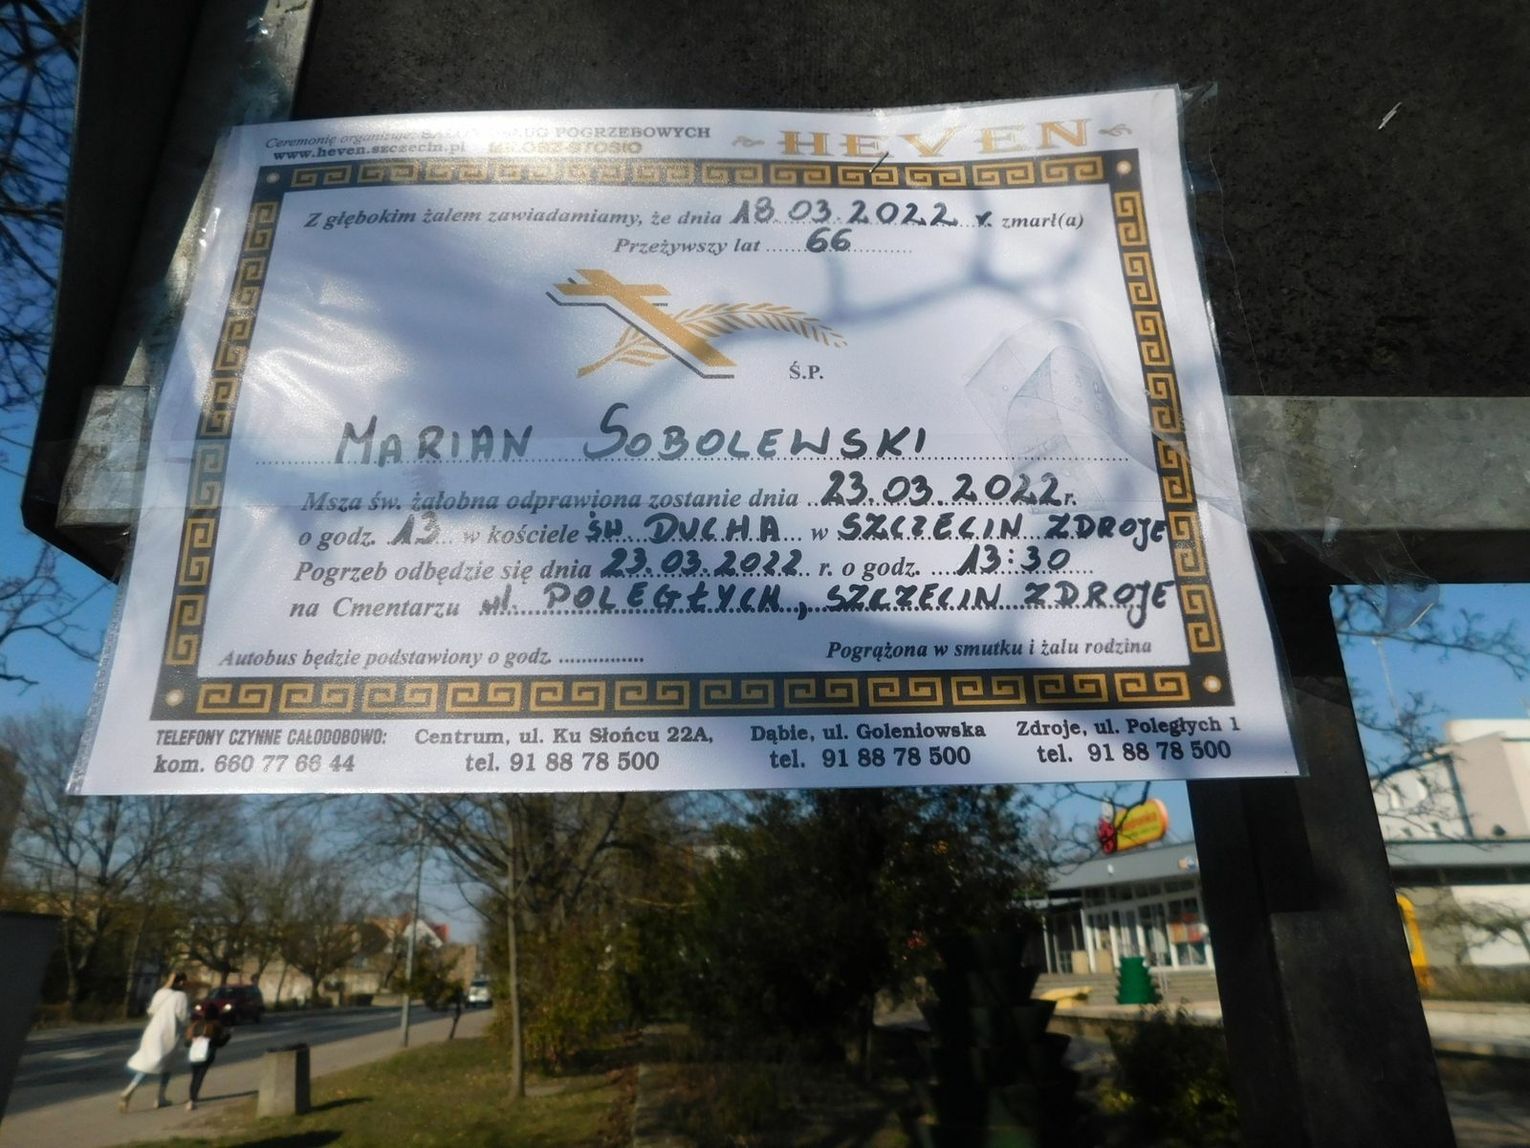 Ceremonię organizuje: SALON USŁUG POGRZEBOWYCH
www.heven.szczecin.pl MIŁOSZ STOSIO
HEVEN
Z głębokim żalem zawiadamiamy, że dnia 18.03.2022 r. zmarł(a)
Przeżywszy lat 66
Ś.P.
MARIAN SOBOLEWSKI
Msza św. żałobna odprawiona zostanie dnia 23.03.2022 r.
o godz. 13 w kościele ŚW. DUCHA w SZCZECIN ZDROJE
Pogrzeb odbędzie się dnia 23.03.2022 r. o godz. 13:30
na Cmentarzu ul. POLEGŁYCH, SZCZECIN ZDROJE
Autobus będzie podstawiony o godz. ..............
Pogrążona w smutku i żalu rodzina
TELEFONY CZYNNE CAŁODOBOWO: Centrum, ul. Ku Słońcu 22A, Dąbie, ul. Goleniowska Zdroje, ul. Poległych 1
kom. 660 77 66 44 tel. 91 88 78 500 tel. 91 88 78 500 tel. 91 88 78 500